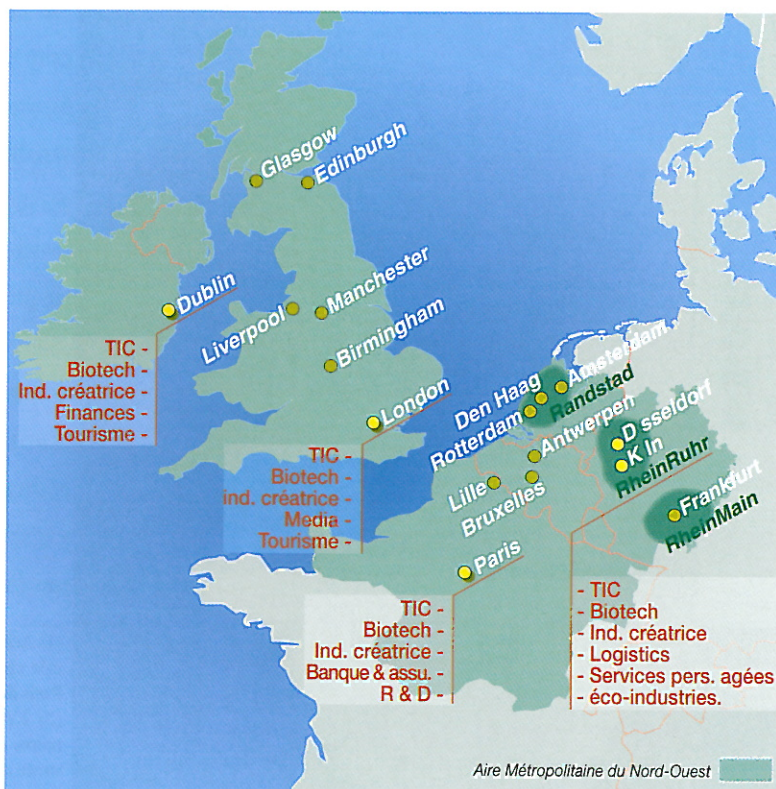 Glasgow
Edinburgh
Dublin
Liverpool
Manchester
Birmingham
London
TIC -
Biotech -
Ind. créatrice -
Finances -
Tourisme -
TIC -
Biotech -
ind. créatrice -
Media -
Tourisme -
Amsterdam
Den Haag
Randstad
Rotterdam
Antwerpen
D sseldorf
K ln
RheinRuhr
Lille
Bruxelles
Frankfurt
RheinMain
Paris
TIC -
Biotech -
Ind. créatrice -
Banque & assu. -
R & D -
- TIC
- Biotech
- Ind. créatrice
- Logistics
- Services pers. agées
- éco-industries.
Aire Métropolitaine du Nord-Ouest